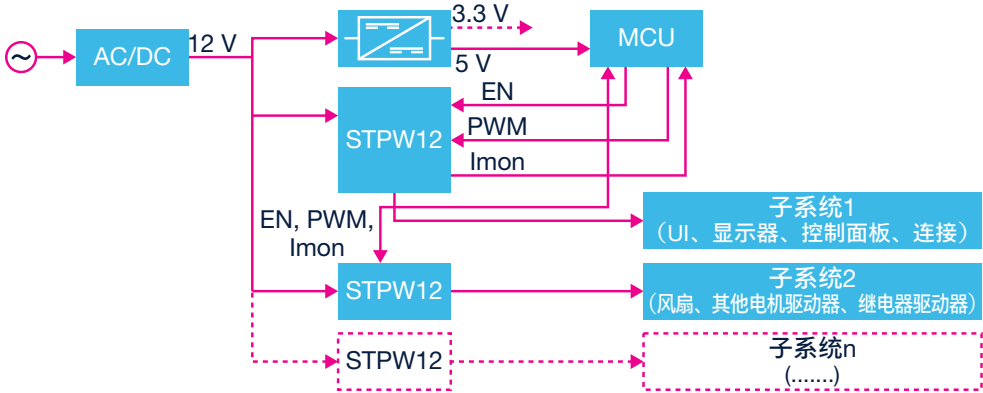 3.3 V
12 V
AC/DC
MCU
5 V
EN
STPW12
PWM
Imon
子系统1
（UI、显示器、控制面板、连接）
EN, PWM,
Imon
STPW12
子系统2
（风扇、其他电机驱动器、继电器驱动器）
STPW12
子系统n
(.......)